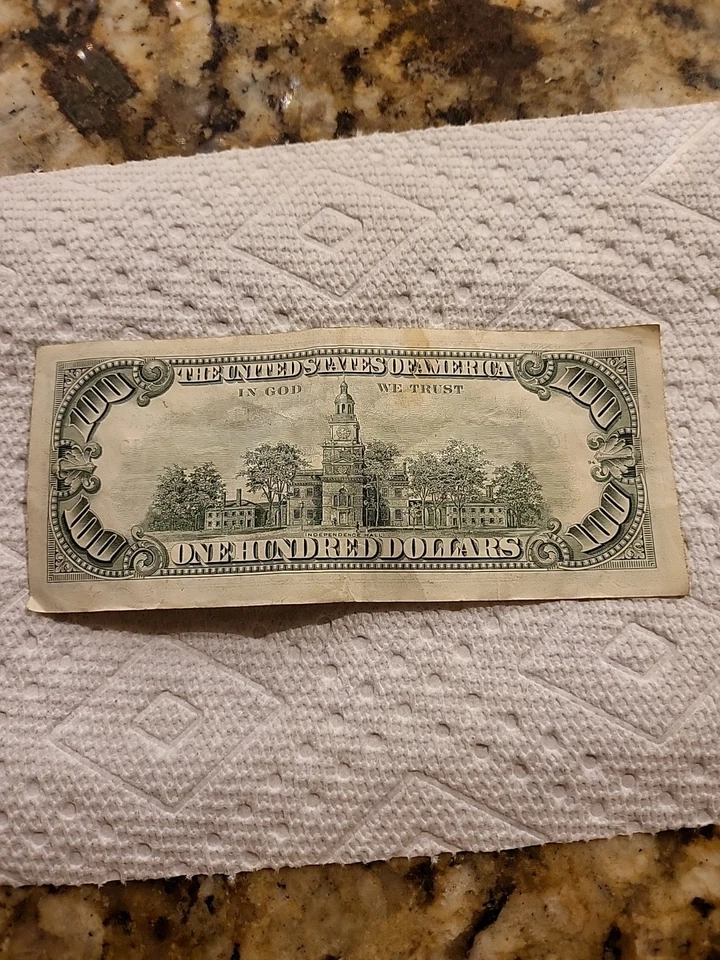 100 THE UNITED STATES OF AMERICA 100
IN GOD WE TRUST
INDEPENDENCE HALL
100 ONE HUNDRED DOLLARS 100